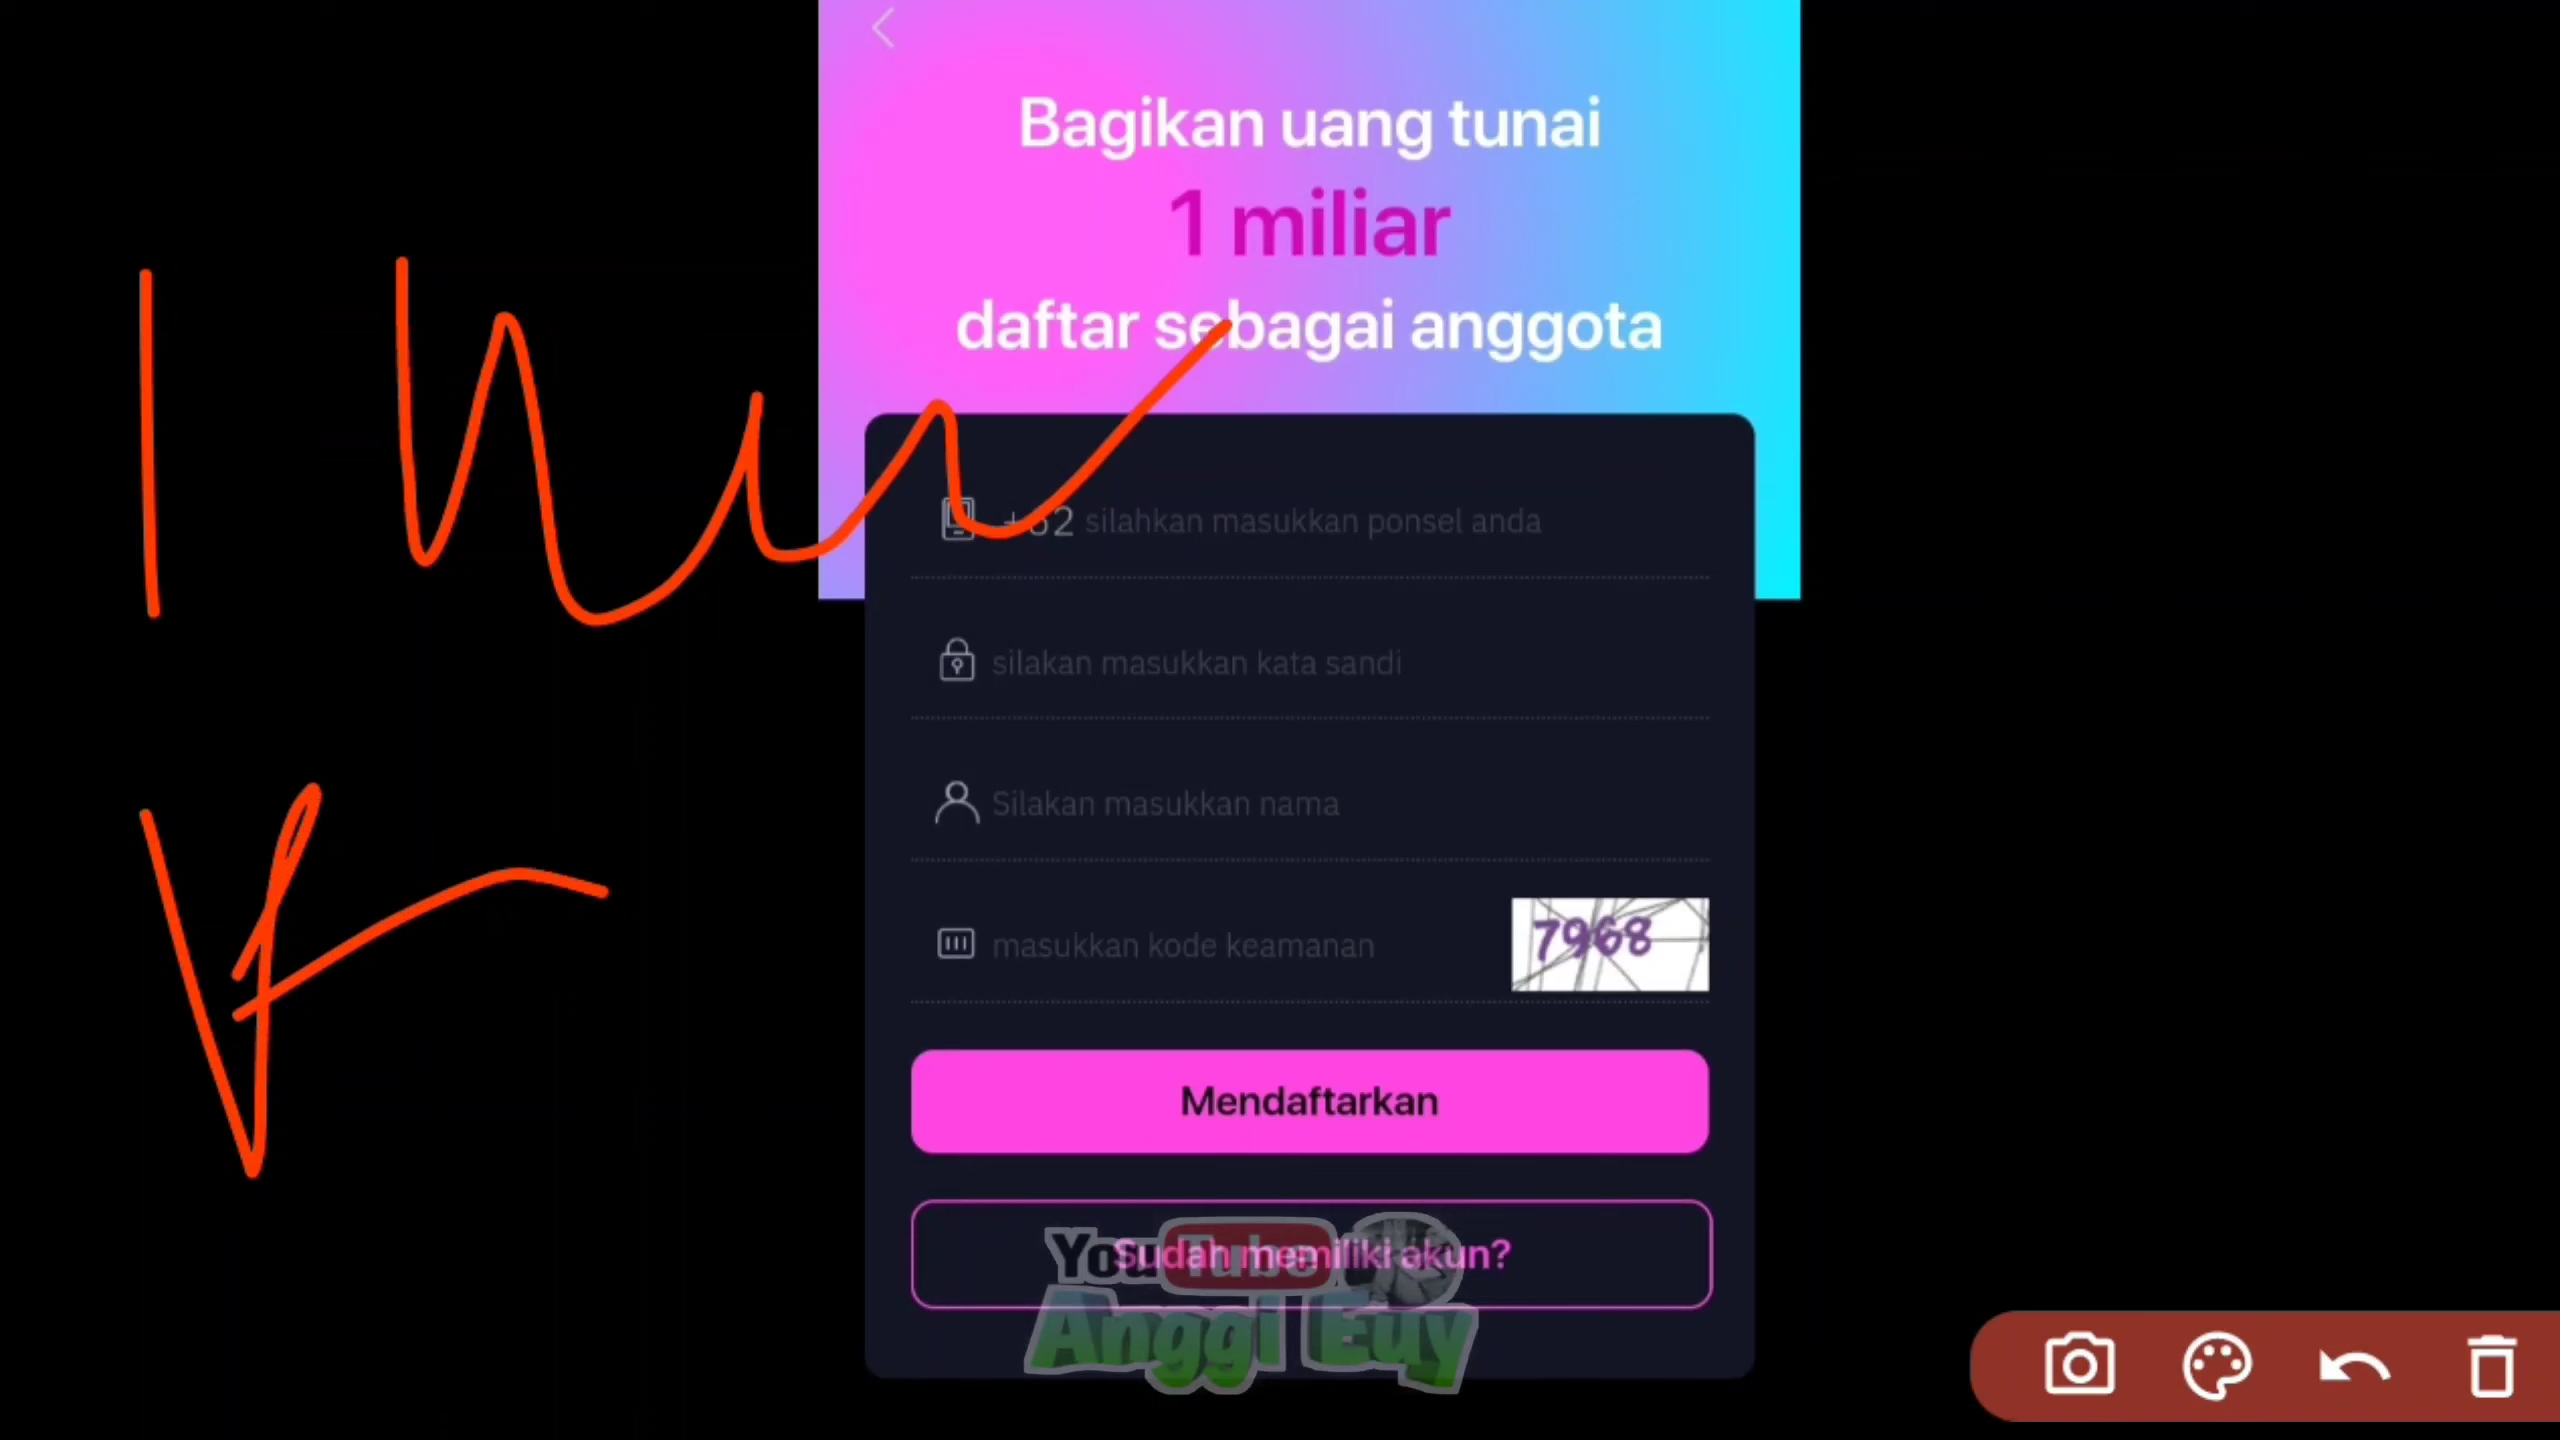 Bagikan uang tunai
1 miliar
daftar sebagai anggota
+62 silahkan masukkan ponsel anda
silakan masukkan kata sandi
Silakan masukkan nama
masukkan kode keamanan
7968
Mendaftarkan
Sudah memiliki akun?
YouTube
Anggi Euy